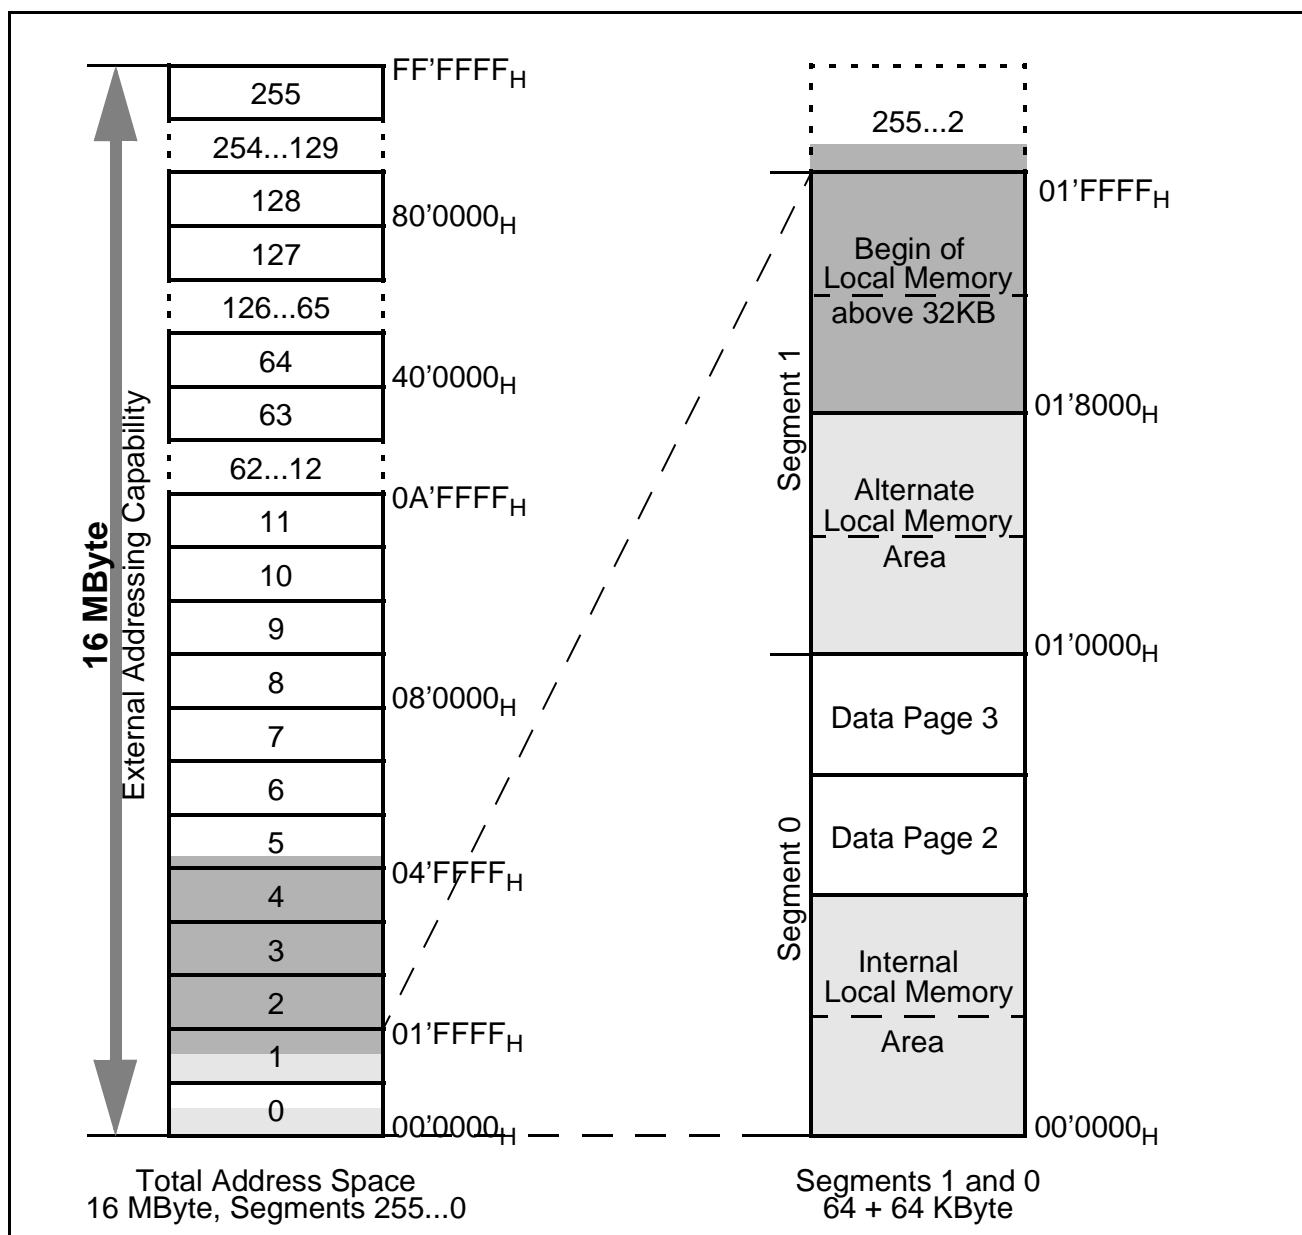 16 MByte
External Addressing Capability
FF'FFFFH
255
254...129
128
80'0000H
127
126...65
64
40'0000H
63
62...12
0A'FFFFH
11
10
9
8
08'0000H
7
6
5
04'FFFFH
4
3
2
01'FFFFH
1
0
00'0000H
Total Address Space
16 MByte, Segments 255...0
255...2
01'FFFFH
Begin of
Local Memory
above 32KB
Segment 1
01'8000H
Alternate
Local Memory
Area
01'0000H
Data Page 3
Data Page 2
Segment 0
Internal
Local Memory
Area
00'0000H
Segments 1 and 0
64 + 64 KByte